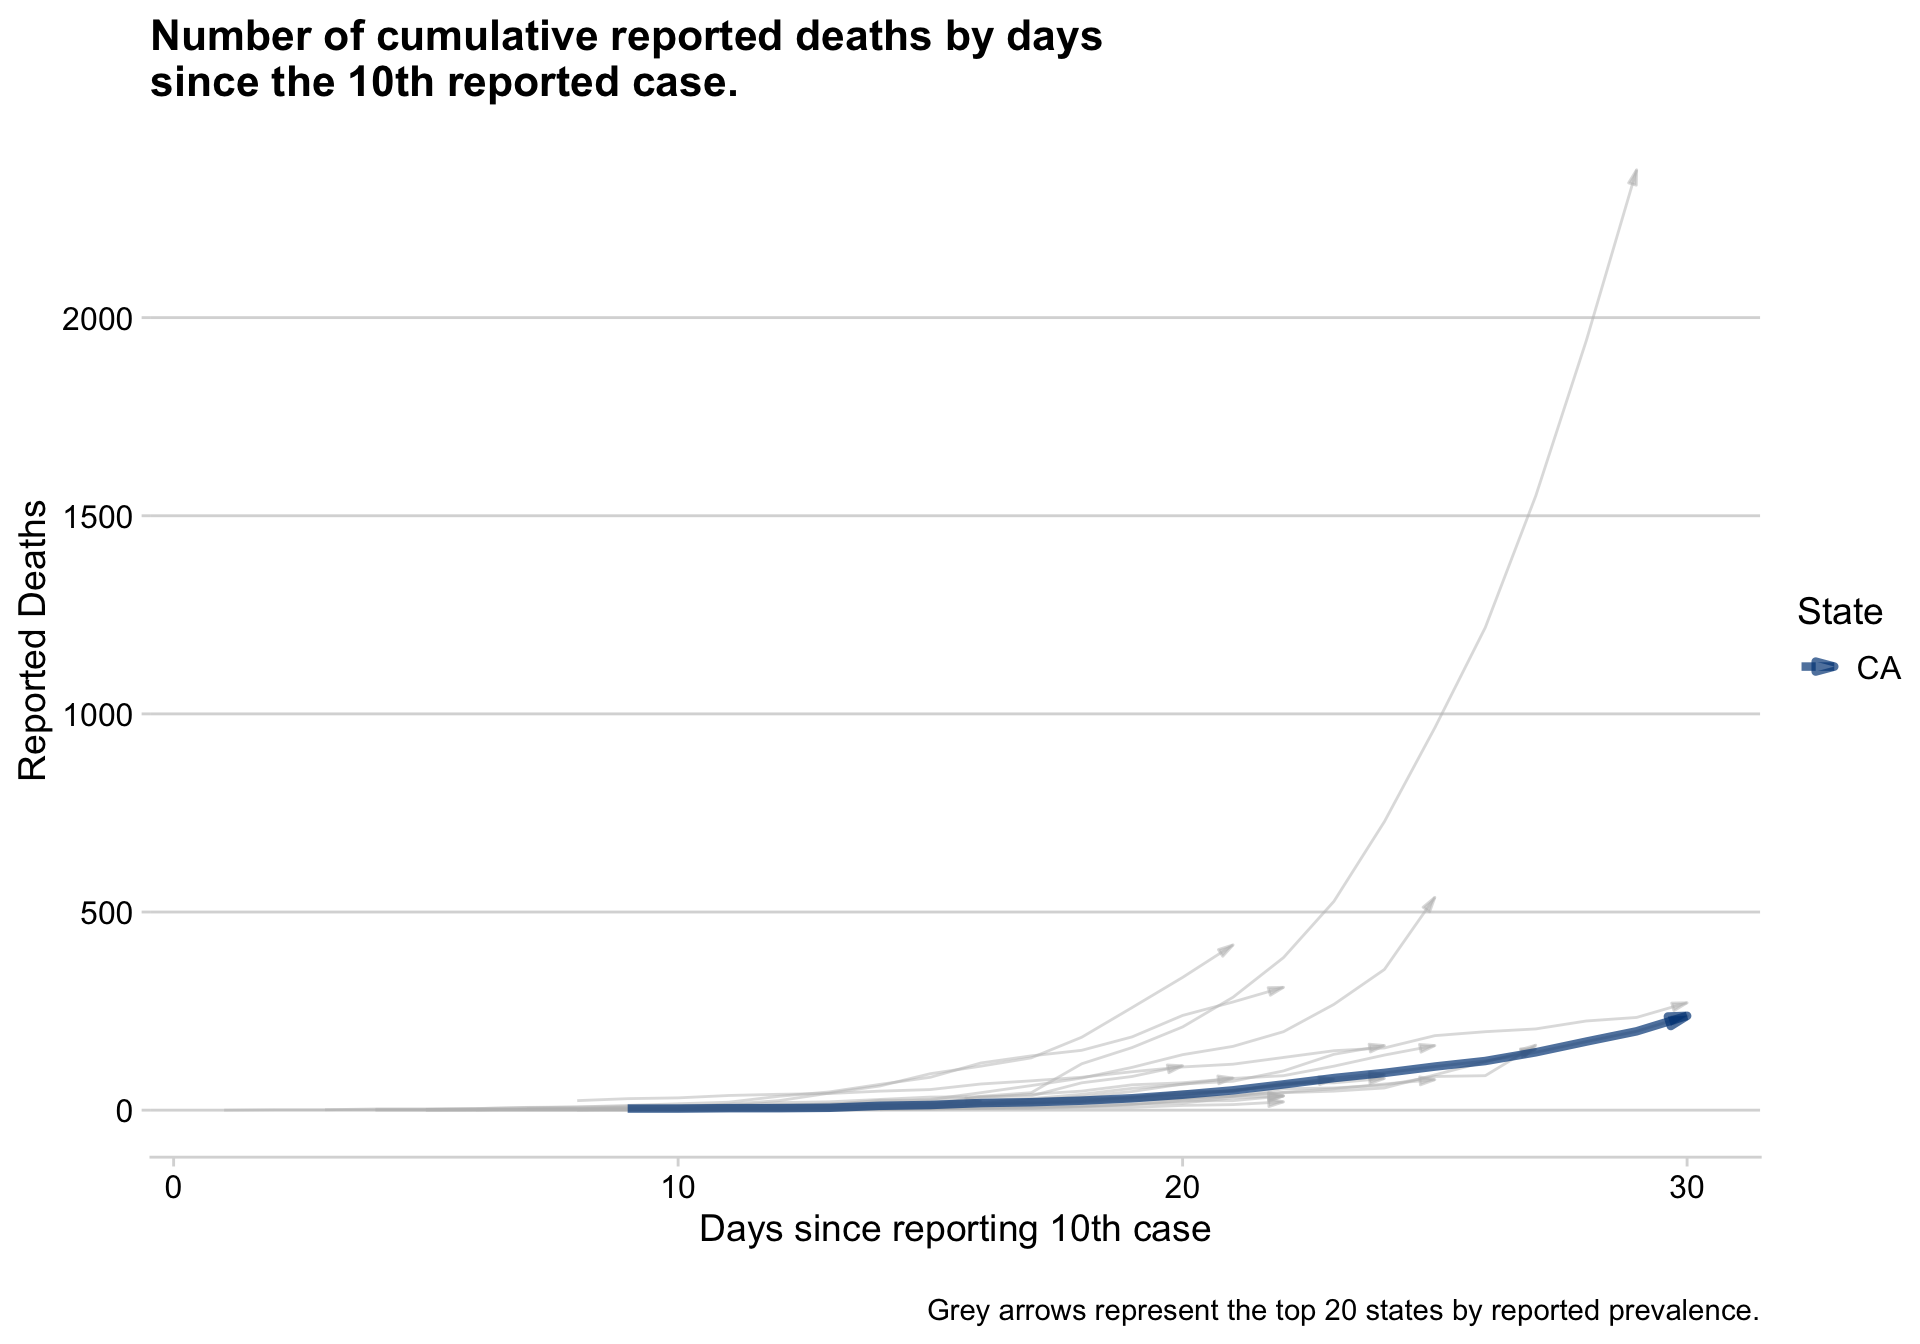 Number of cumulative reported deaths by days
since the 10th reported case.
Reported Deaths
2000
1500
1000
500
0
0 10 20 30
Days since reporting 10th case
State
CA
Grey arrows represent the top 20 states by reported prevalence.